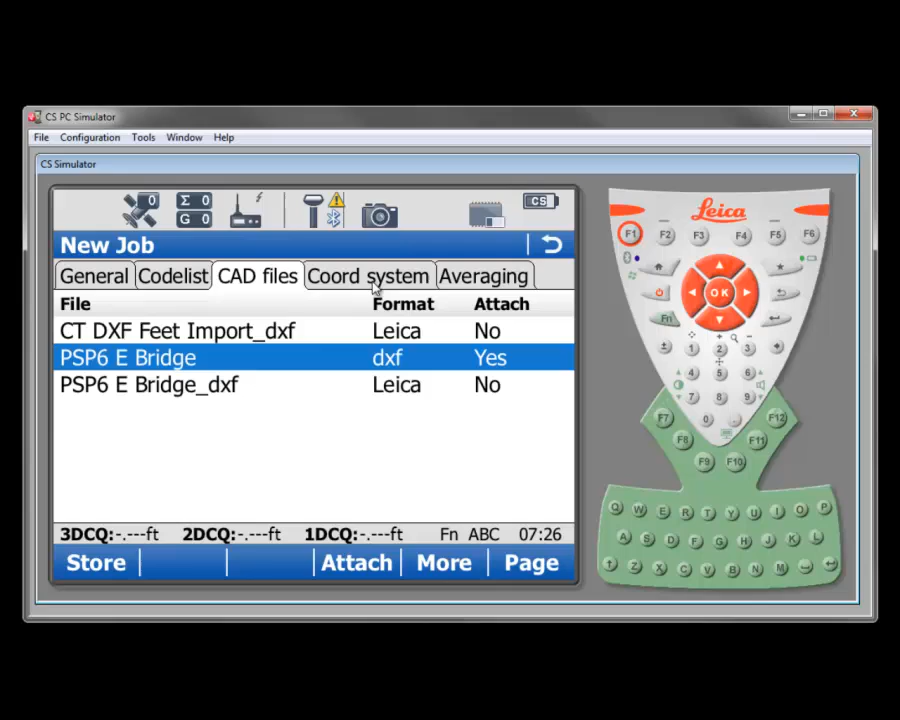 CS PC Simulator
File Configuration Tools Window Help
CS Simulator
0 Σ 0 G 0 CS
New Job
General Codelist CAD files Coord system Averaging
File Format Attach
CT DXF Feet Import_dxf Leica No
PSP6 E Bridge dxf Yes
PSP6 E Bridge_dxf Leica No
3DCQ:-.---ft 2DCQ:-.---ft 1DCQ:-.---ft Fn ABC 07:26
Store Attach More Page
Leica
F1 F2 F3 F4 F5 F6
OK
Fn
1 2 3
4 5 6
7 8 9
0 .
F7 F12
F8 F11
F9 F10
Q W E R T Y U I O P
A S D F G H J K L
Z X C V B N M